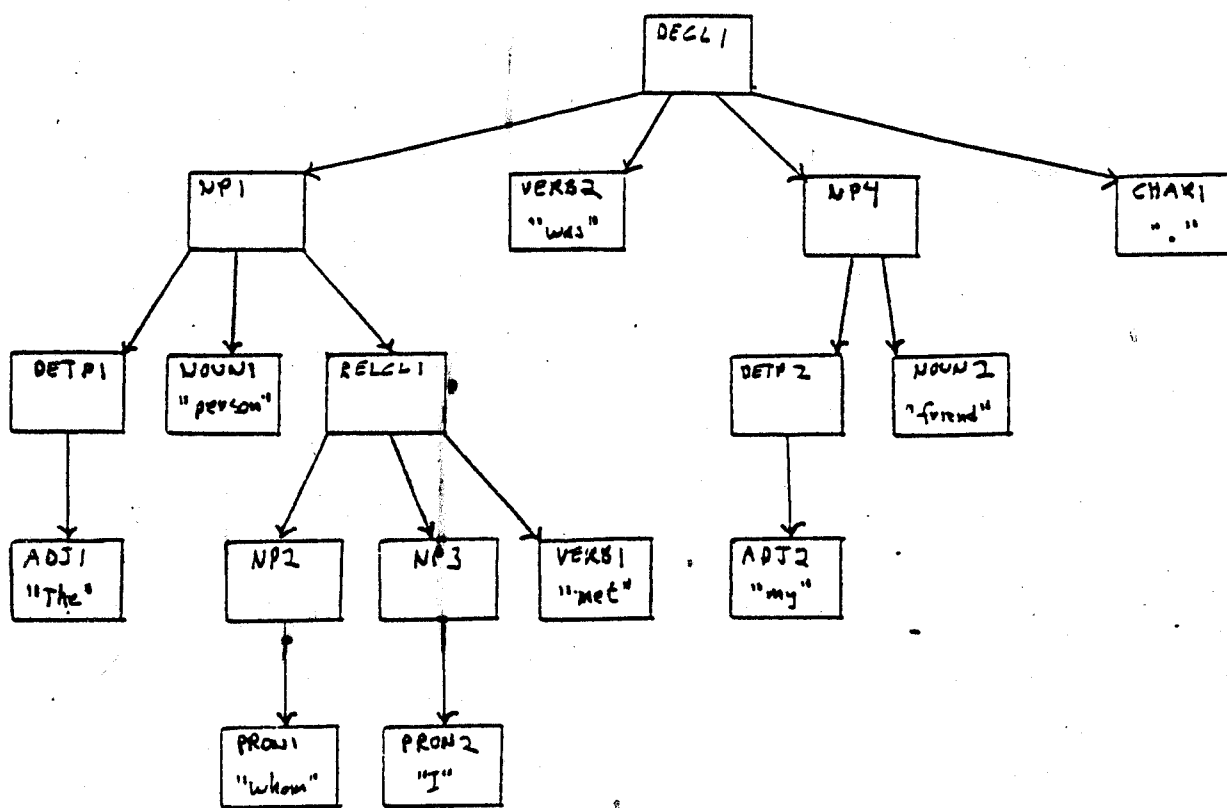 DECL1
NP1
VERB2
"was"
NP4
CHAR1
"."
DETP1
NOUN1
"person"
RELCL1
DETP2
NOUN2
"friend"
ADJ1
"The"
NP2
NP3
VERB1
"met"
ADJ2
"my"
PRON1
"whom"
PRON2
"I"